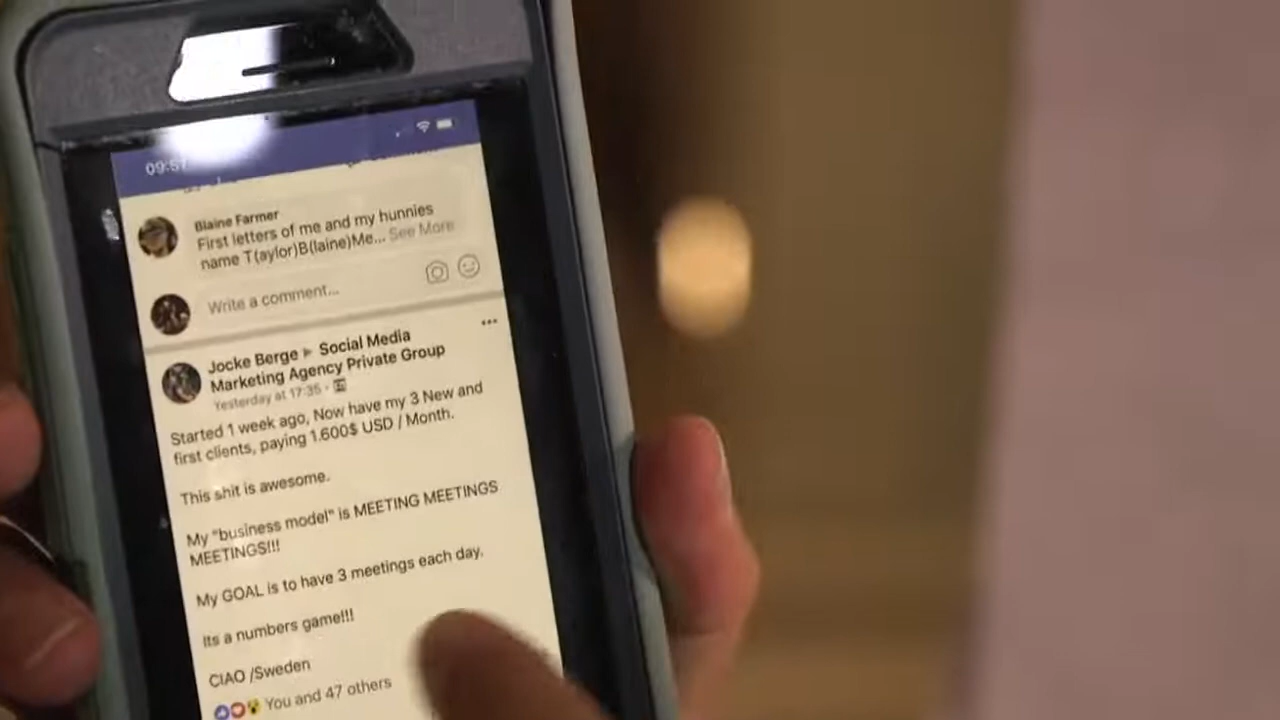 09:57
Blaine Farmer
First letters of me and my hunnies
name T(aylor)B(laine)Me... See More
Write a comment...
Jocke Berge ▸ Social Media
Marketing Agency Private Group
Yesterday at 17:35 ·
Started 1 week ago, Now have my 3 New and
first clients, paying 1.600$ USD / Month.
This shit is awesome.
My "business model" is MEETING MEETINGS
MEETINGS!!!
My GOAL is to have 3 meetings each day.
Its a numbers game!!!
CIAO /Sweden
You and 47 others